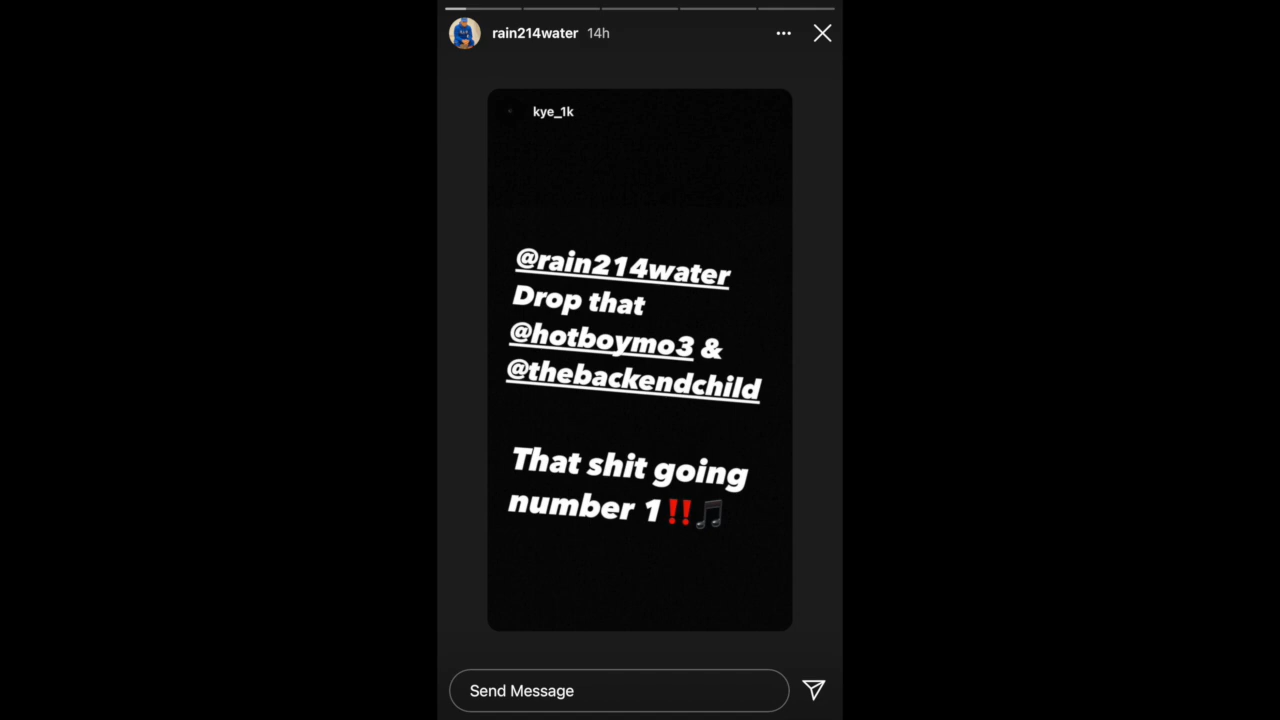 rain214water 14h
kye_1k
@rain214water
Drop that
@hotboymo3 &
@thebackendchild
That shit going
number 1‼️🎵
Send Message